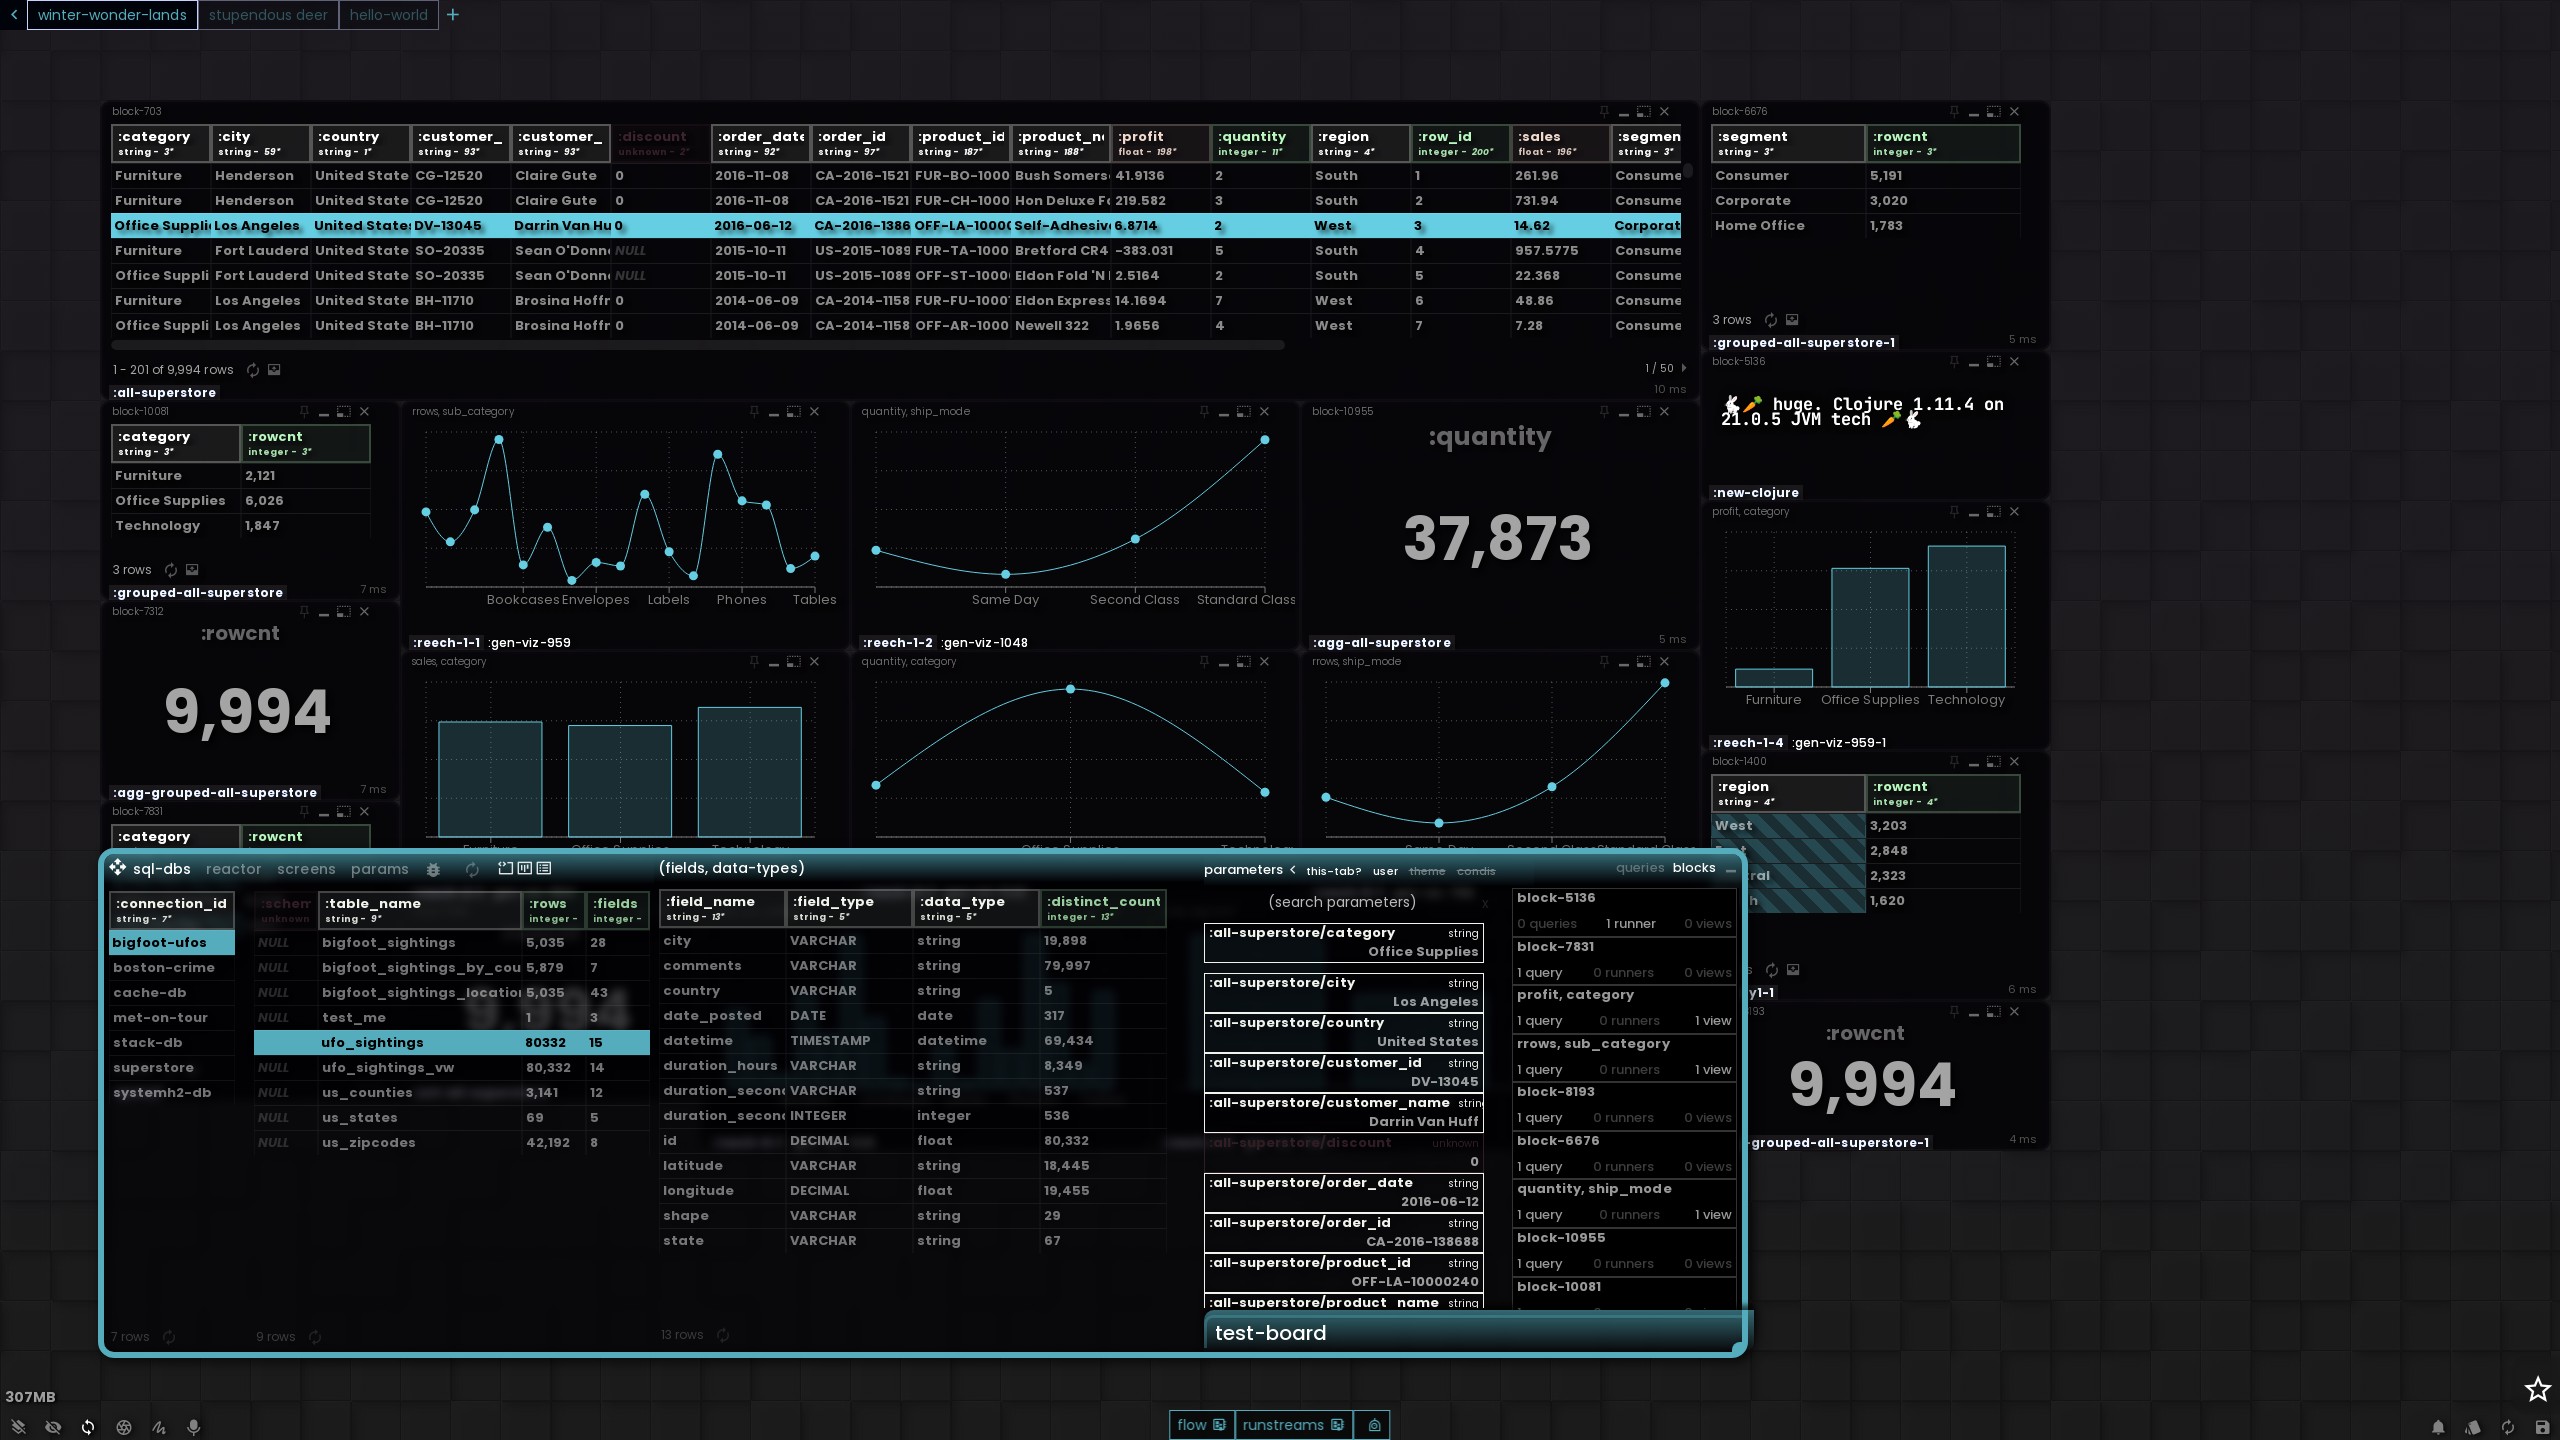 winter-wonder-lands stupendous deer hello-world +
block-703
:category :city :country :customer_ :customer_ :discount :order_date :order_id :product_id :product_n :profit :quantity :region :row_id :sales :segmen
string - 3* string - 59* string - 1* string - 93* string - 93* unknown - 2* string - 92* string - 97* string - 187* string - 188* float - 198* integer - 11* string - 4* integer - 200* float - 196* string - 3*
Furniture Henderson United State CG-12520 Claire Gute 0 2016-11-08 CA-2016-1521 FUR-BO-1000 Bush Somers 41.9136 2 South 1 261.96 Consume
Furniture Henderson United State CG-12520 Claire Gute 0 2016-11-08 CA-2016-1521 FUR-CH-1000 Hon Deluxe F 219.582 3 South 2 731.94 Consume
Office Suppli Los Angeles United States DV-13045 Darrin Van Hu 0 2016-06-12 CA-2016-1386 OFF-LA-1000 Self-Adhesiv 6.8714 2 West 3 14.62 Corporat
Furniture Fort Lauderd SO-20335 United State Sean O'Donn NULL 2015-10-11 US-2015-1089 FUR-TA-1000 Bretford CR4 -383.031 5 South 4 957.5775 Consume
Office Suppli Fort Lauderd United State SO-20335 Sean O'Donn NULL 2015-10-11 US-2015-1089 OFF-ST-1000 Eldon Fold 'N 2.5164 2 South 5 22.368 Consume
Furniture Los Angeles United State BH-11710 Brosina Hoffr 0 2014-06-09 CA-2014-1158 FUR-FU-1000 Eldon Express 14.1694 7 West 6 48.86 Consume
Office Suppli Los Angeles United State BH-11710 Brosina Hoffr 0 2014-06-09 CA-2014-1158 OFF-AR-1000 Newell 322 1.9656 4 West 7 7.28 Consume
1 - 201 of 9,994 rows 1 / 50
10 ms
:all-superstore
block-6676
:segment :rowcnt
string - 3* integer - 3*
Consumer 5,191
Corporate 3,020
Home Office 1,783
3 rows
5 ms
:grouped-all-superstore-1
block-5136
🐇🥕 huge. Clojure 1.11.4 on
21.0.5 JVM tech 🥕🐇
:new-clojure
block-10081
:category :rowcnt
string - 3* integer - 3*
Furniture 2,121
Office Supplies 6,026
Technology 1,847
3 rows
7 ms
:grouped-all-superstore
rrows, sub_category
Bookcases Envelopes Labels Phones Tables
:reech-1-1 :gen-viz-959
quantity, ship_mode
Same Day Second Class Standard Class
:reech-1-2 :gen-viz-1048
block-10955
:quantity
37,873
5 ms
:agg-all-superstore
profit, category
Furniture Office Supplies Technology
:reech-1-4 :gen-viz-959-1
block-7312
:rowcnt
9,994
7 ms
:agg-grouped-all-superstore
sales, category
quantity, category
rrows, ship_mode
block-7831
:category :rowcnt
block-1400
:region :rowcnt
string - 4* integer - 4*
West 3,203
2,848
ral 2,323
h 1,620
s
6 ms
y1-1
193
:rowcnt
9,994
4 ms
-grouped-all-superstore-1
sql-dbs reactor screens params
:connection_id
string - 7*
bigfoot-ufos
boston-crime
cache-db
met-on-tour
stack-db
superstore
systemh2-db
7 rows
:schem :table_name :rows :fields
unknown string - 9* integer - integer -
NULL bigfoot_sightings 5,035 28
NULL bigfoot_sightings_by_cou 5,879 7
NULL bigfoot_sightings_locatio 5,035 43
NULL test_me 1 3
ufo_sightings 80332 15
NULL ufo_sightings_vw 80,332 14
NULL us_counties 3,141 12
NULL us_states 69 5
NULL us_zipcodes 42,192 8
9 rows
(fields, data-types)
:field_name :field_type :data_type :distinct_count
string - 13* string - 5* string - 5* integer - 13*
city VARCHAR string 19,898
comments VARCHAR string 79,997
country VARCHAR string 5
date_posted DATE date 317
datetime TIMESTAMP datetime 69,434
duration_hours VARCHAR string 8,349
duration_second VARCHAR string 537
duration_second INTEGER integer 536
id DECIMAL float 80,332
latitude VARCHAR string 18,445
longitude DECIMAL float 19,455
shape VARCHAR string 29
state VARCHAR string 67
13 rows
parameters this-tab? user theme condis
(search parameters) x
:all-superstore/category string
Office Supplies
:all-superstore/city string
Los Angeles
:all-superstore/country string
United States
:all-superstore/customer_id string
DV-13045
:all-superstore/customer_name strin
Darrin Van Huff
:all-superstore/discount unknown
0
:all-superstore/order_date string
2016-06-12
:all-superstore/order_id string
CA-2016-138688
:all-superstore/product_id string
OFF-LA-10000240
:all-superstore/product_name string
queries blocks
block-5136
0 queries 1 runner 0 views
block-7831
1 query 0 runners 0 views
profit, category
1 query 0 runners 1 view
rrows, sub_category
1 query 0 runners 1 view
block-8193
1 query 0 runners 0 views
block-6676
1 query 0 runners 0 views
quantity, ship_mode
1 query 0 runners 1 view
block-10955
1 query 0 runners 0 views
block-10081
test-board
307MB
flow runstreams